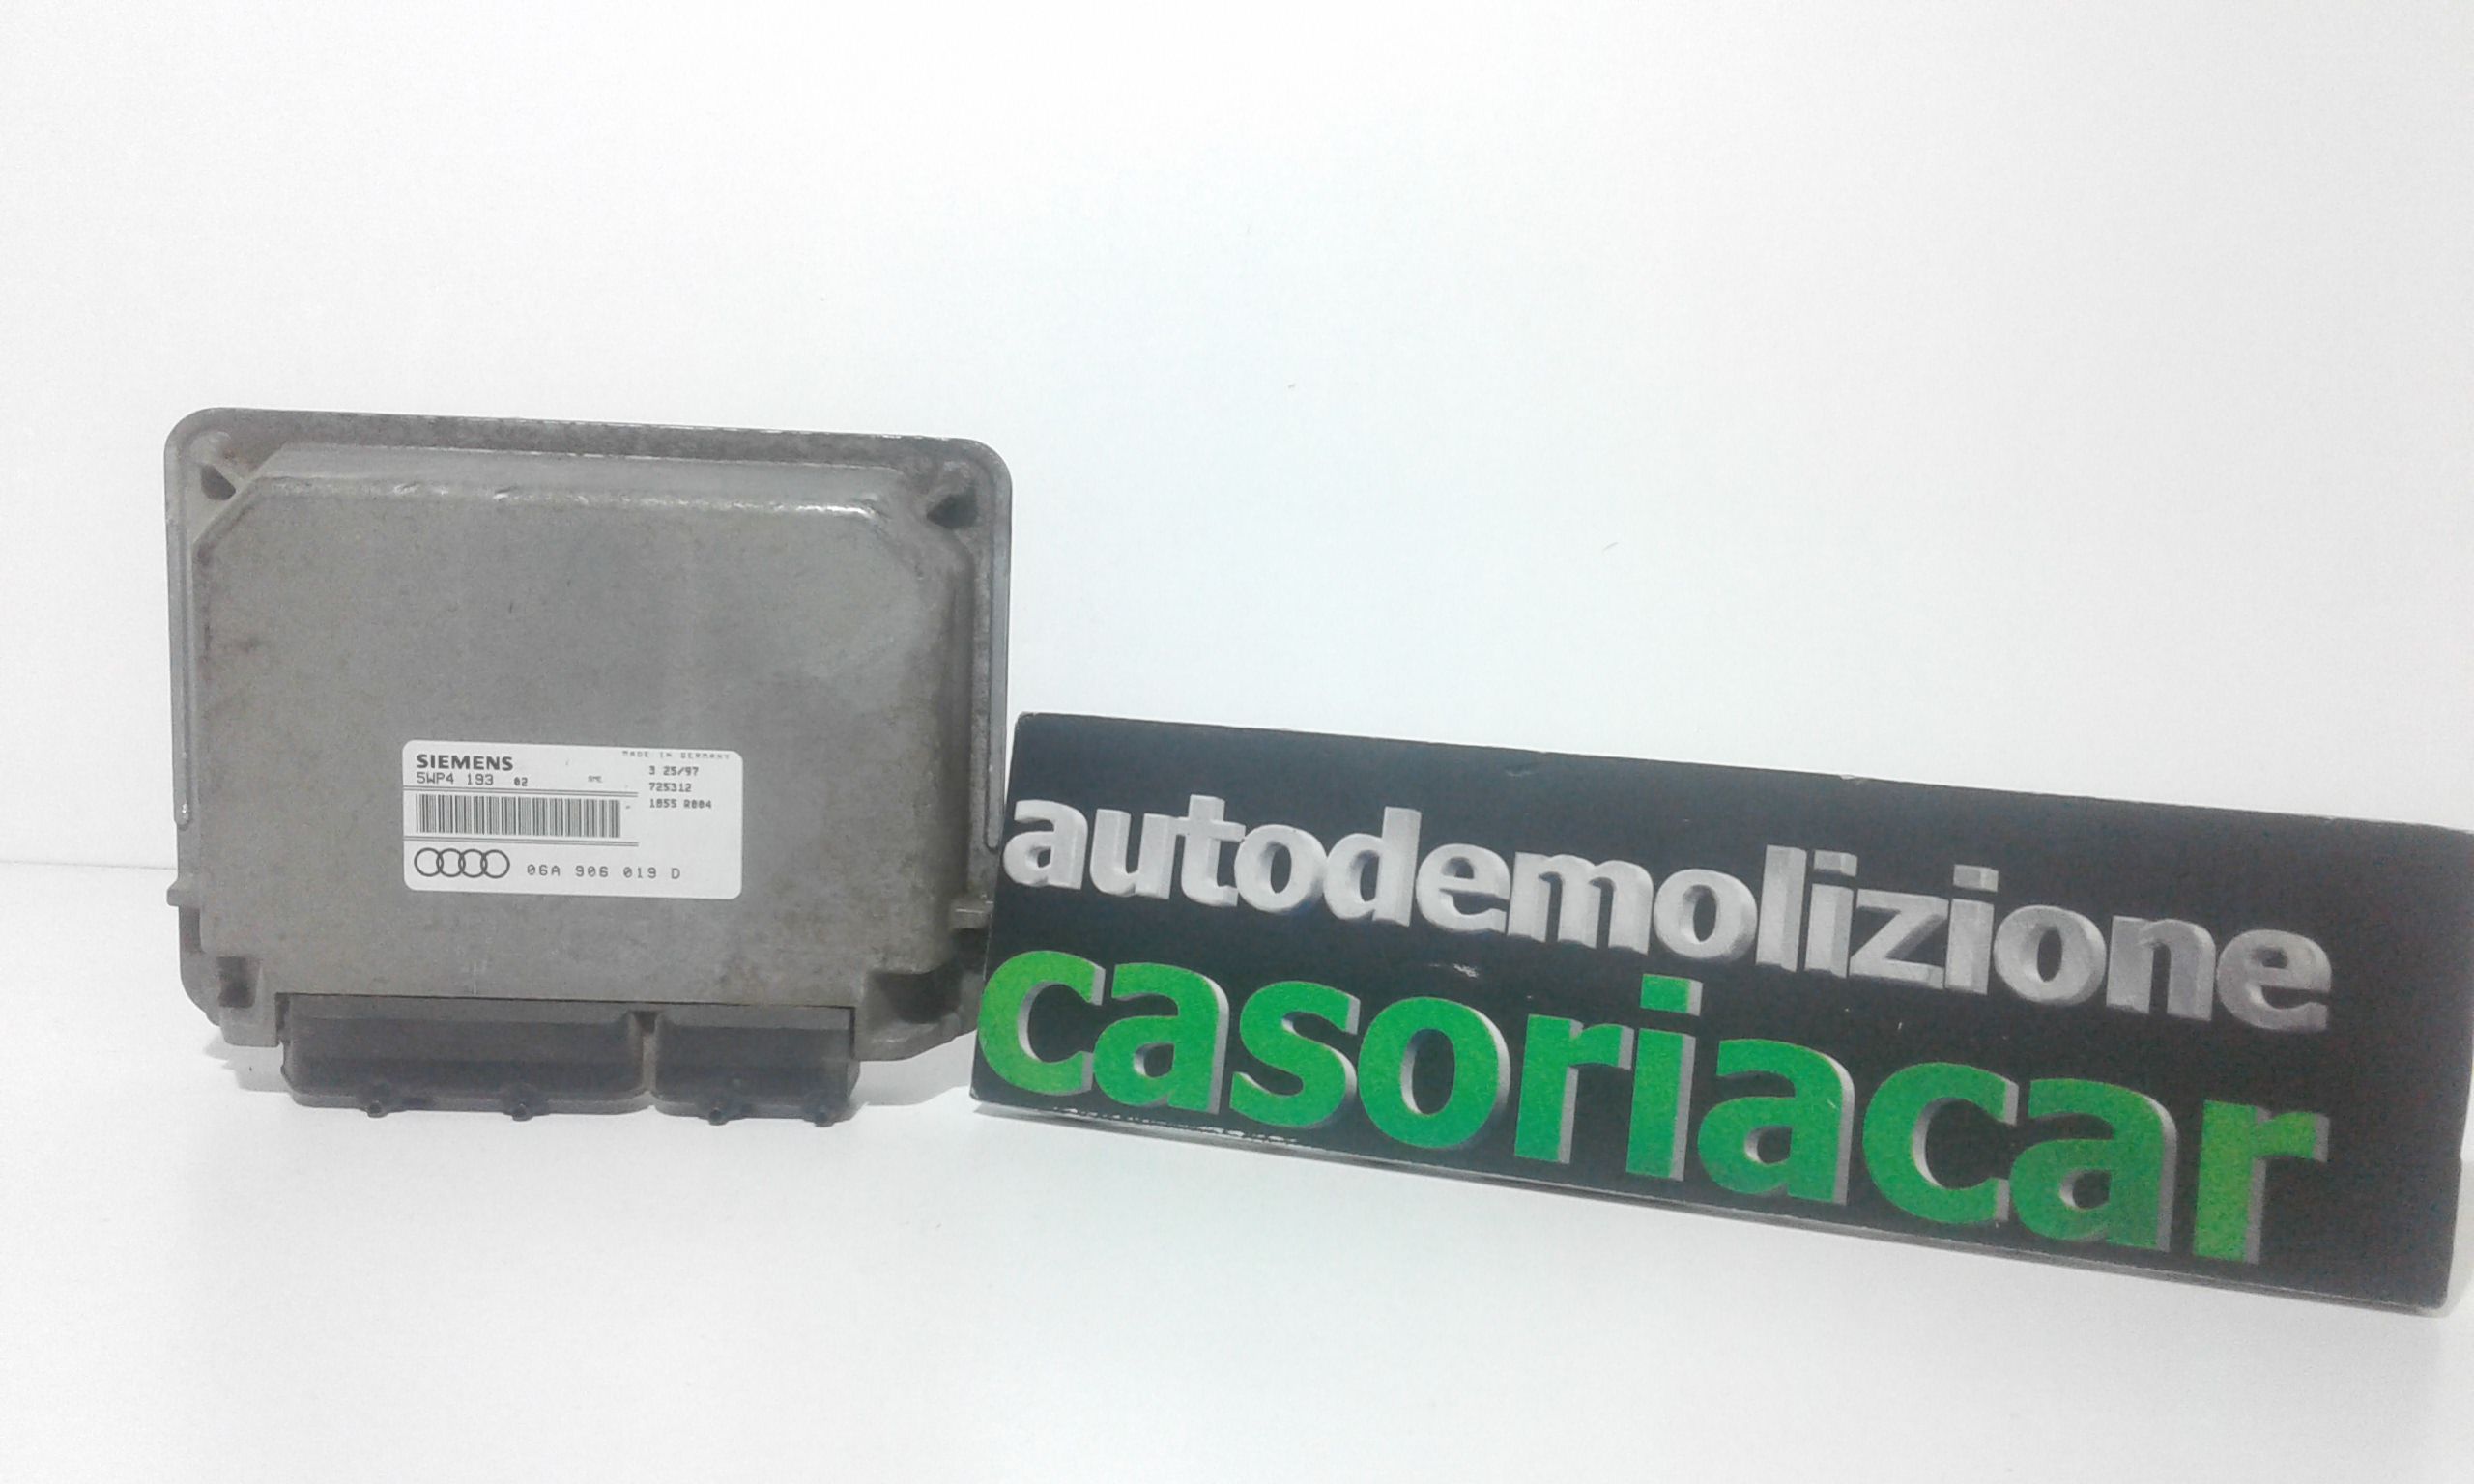 SIEMENS
MADE IN GERMANY
5WP4 193 02
3 25/97
725312
1855 R004
06A 906 019 D
autodemolizione
casoriacar